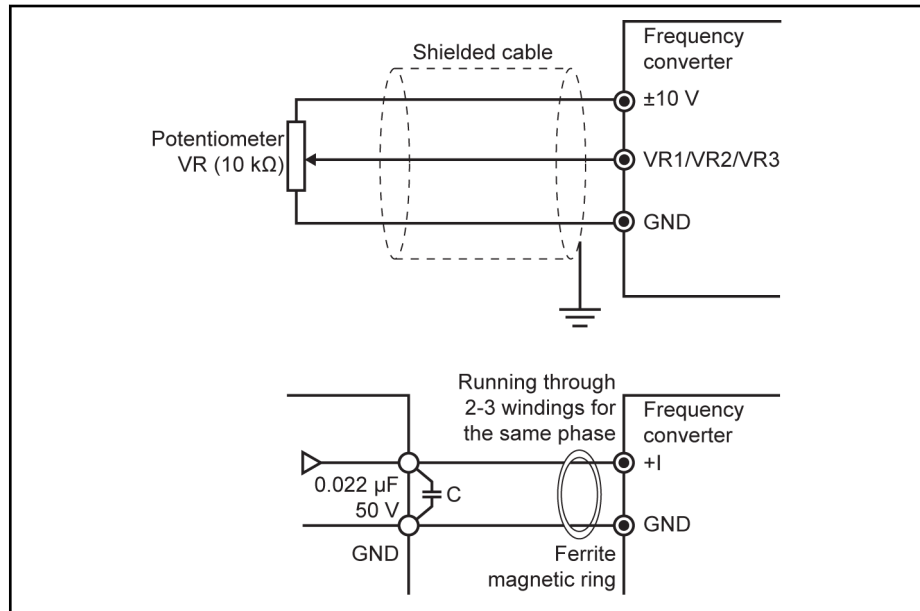 Shielded cable
Frequency
converter
±10 V
Potentiometer
VR (10 kΩ)
VR1/VR2/VR3
GND
Running through
2-3 windings for
the same phase
Frequency
converter
+I
0.022 µF
50 V
C
GND
GND
Ferrite
magnetic ring